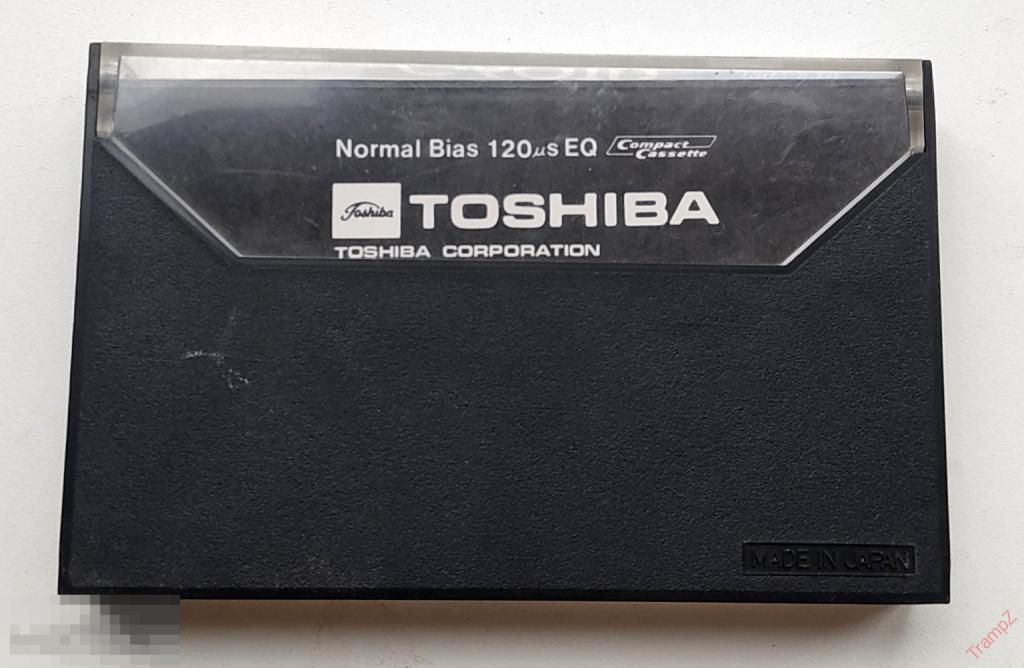 Normal Bias 120μs EQ Compact Cassette
Toshiba TOSHIBA
TOSHIBA CORPORATION
MADE IN JAPAN
TrampZ